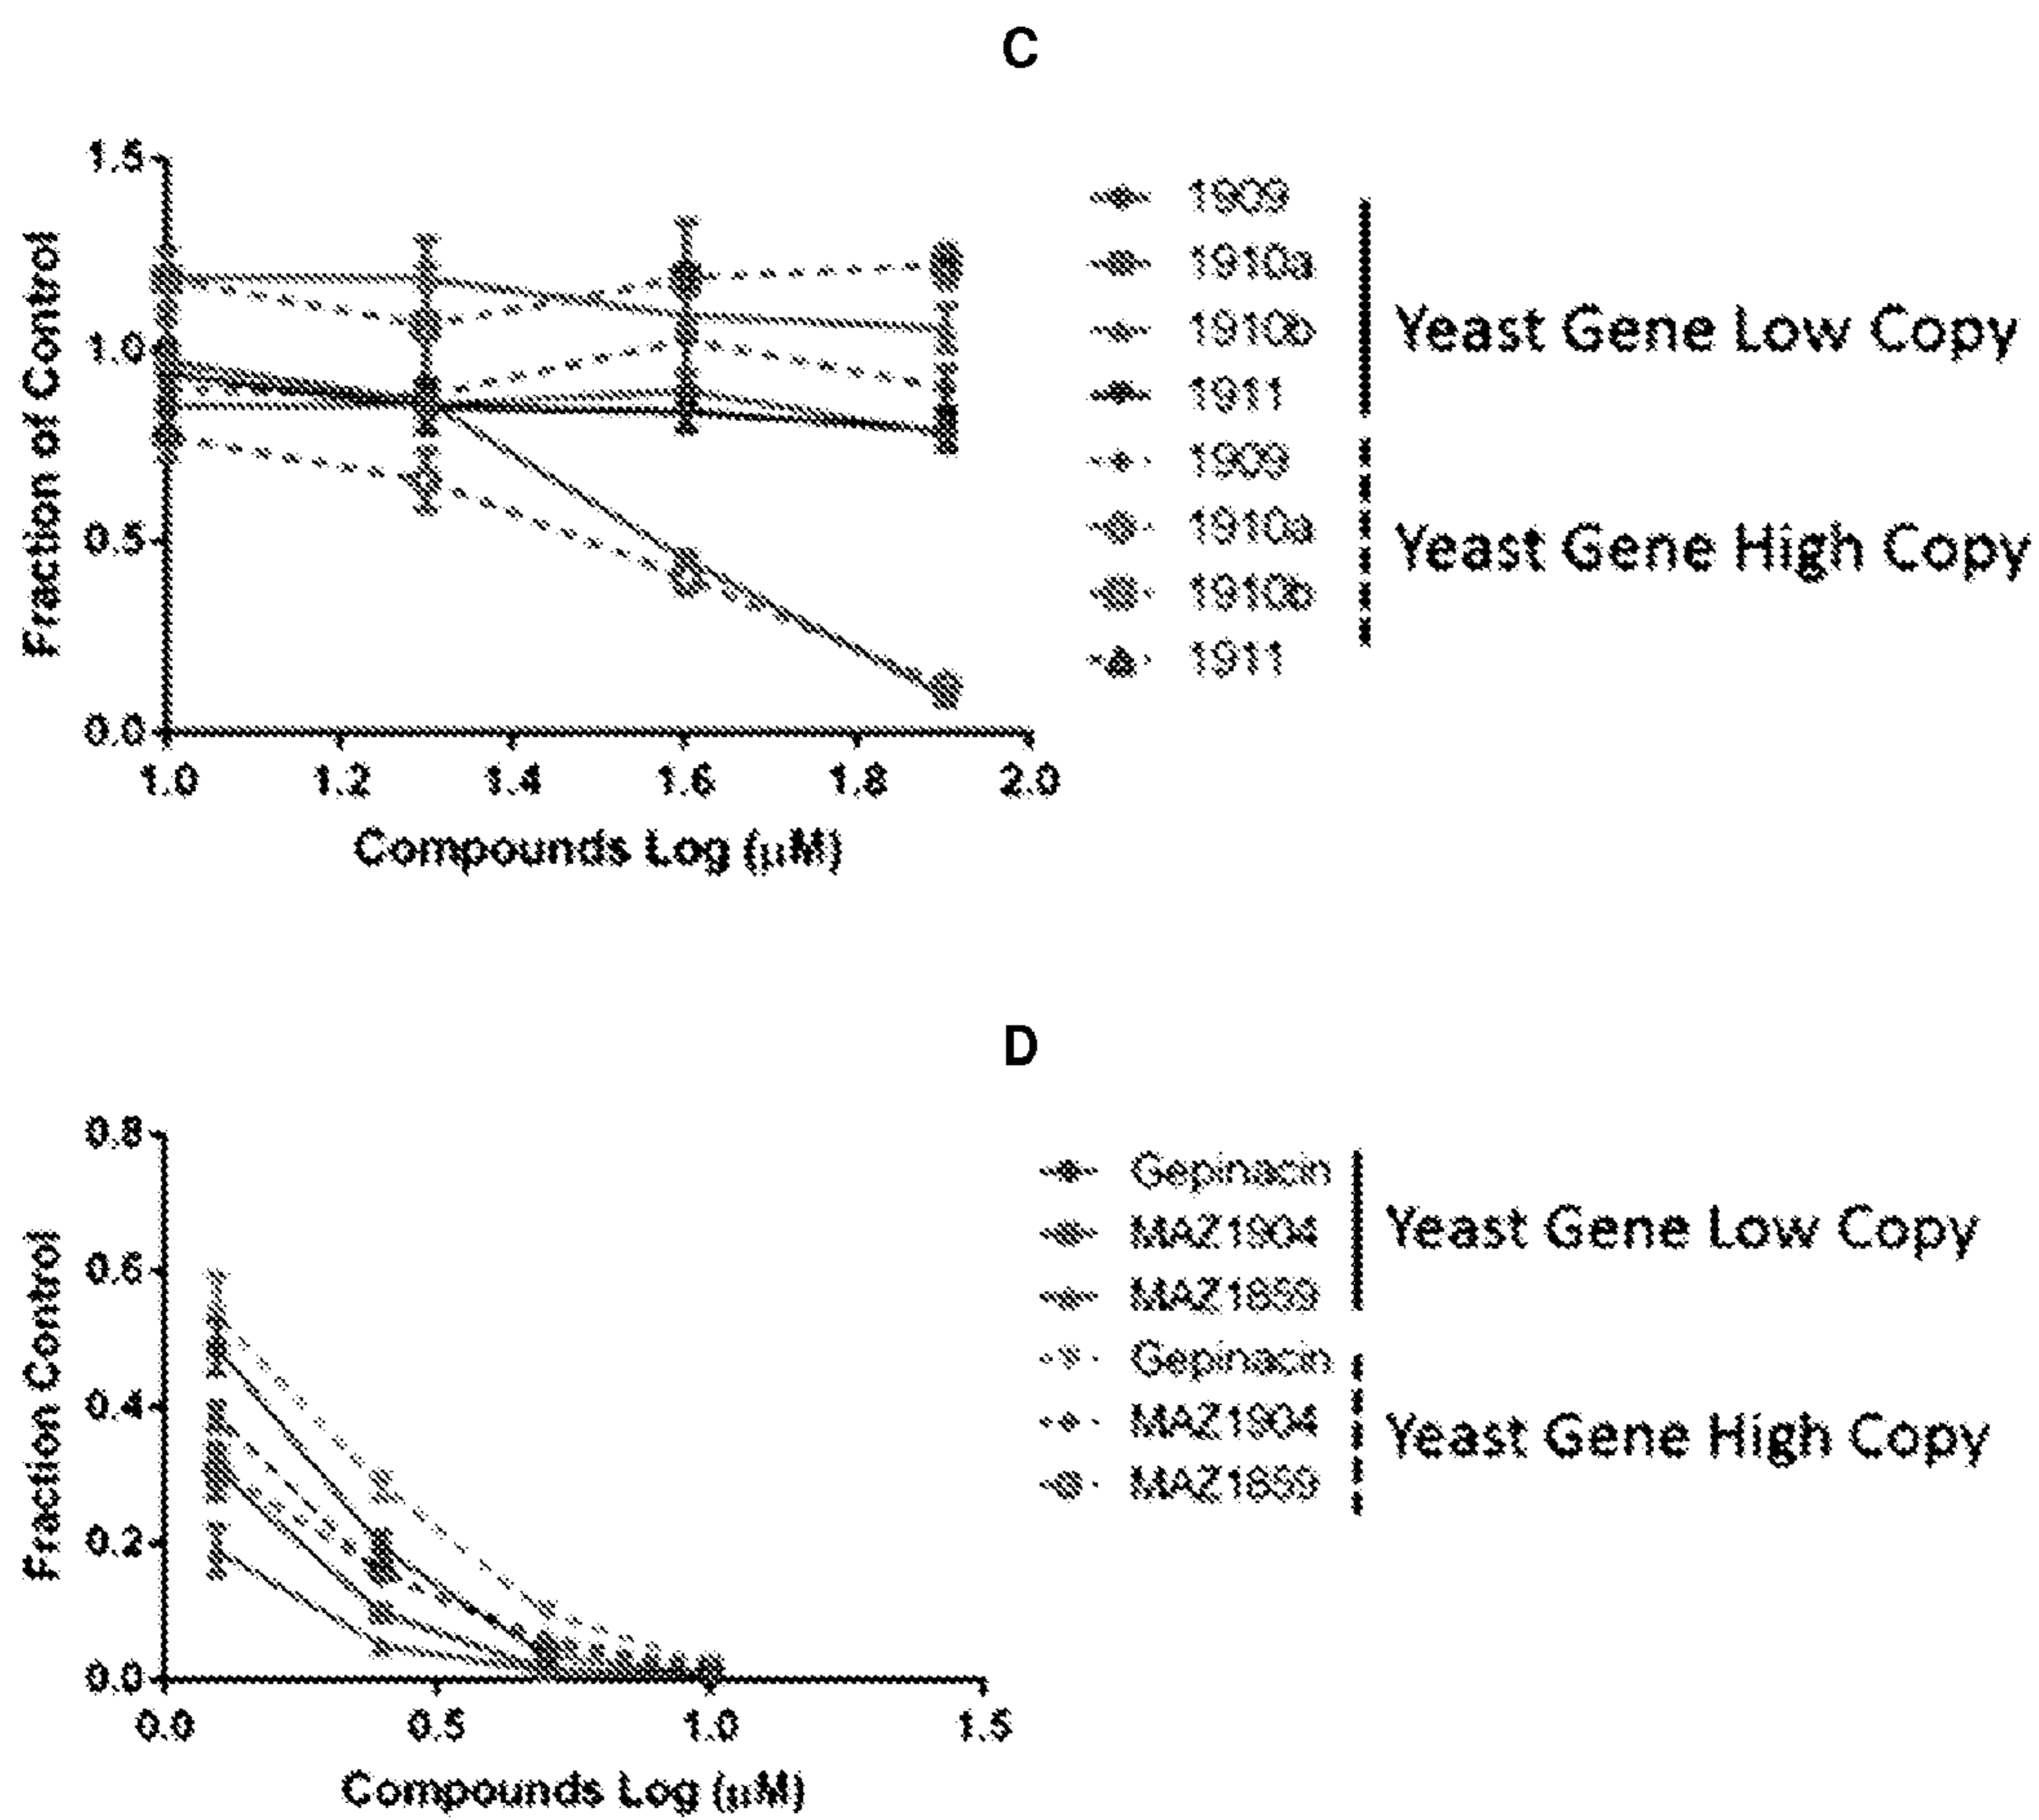 C
1.5
1.0
0.5
0.0
Fraction of Control
1.0 1.2 1.4 1.6 1.8 2.0
Compounds Log (µM)
1909
1910a
1910b
1911
Yeast Gene Low Copy
1909
1910a
1910b
1911
Yeast Gene High Copy
D
0.8
0.6
0.4
0.2
0.0
Fraction Control
0.0 0.5 1.0 1.5
Compounds Log (µM)
Gepinacin
MAZ1904
MAZ1859
Yeast Gene Low Copy
Gepinacin
MAZ1904
MAZ1859
Yeast Gene High Copy